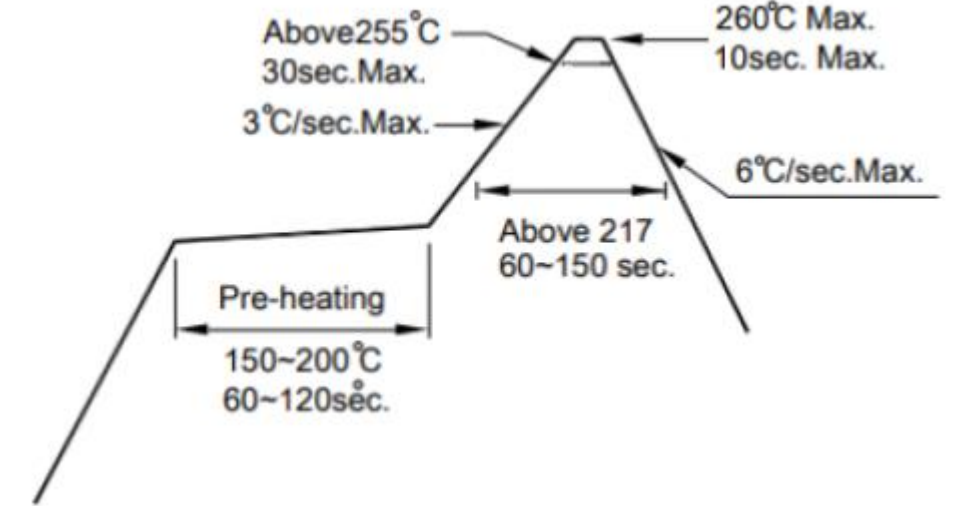 Above255°C
30sec.Max.
260°C Max.
10sec. Max.
3°C/sec.Max.
6°C/sec.Max.
Above 217
60~150 sec.
Pre-heating
150~200°C
60~120sec.